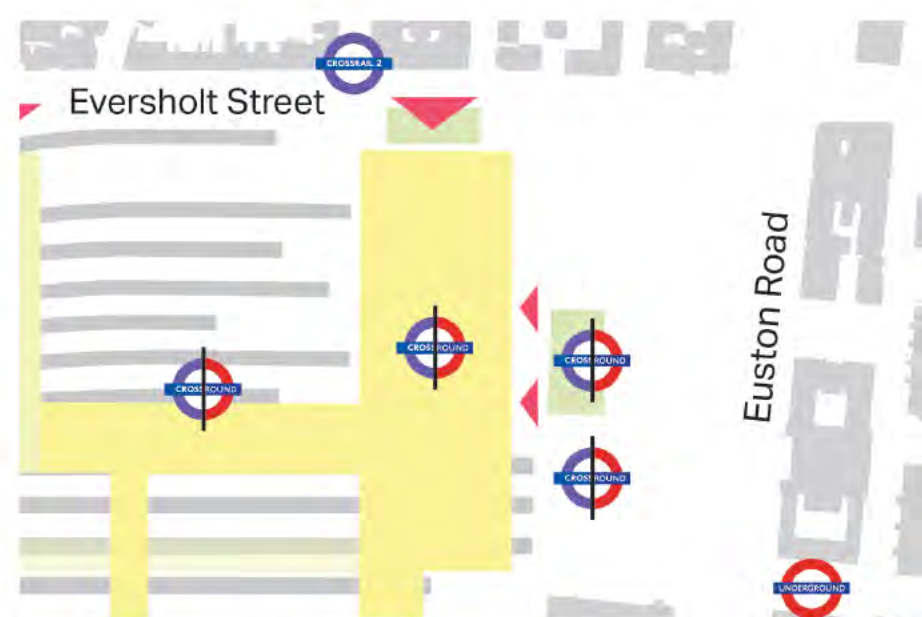 CROSSRAIL 2
Eversholt Street
Euston Road
CROSSROUND
CROSSROUND
CROSSROUND
CROSSROUND
UNDERGROUND